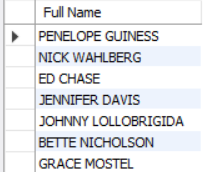 Full Name
PENELOPE GUINESS
NICK WAHLBERG
ED CHASE
JENNIFER DAVIS
JOHNNY LOLLOBRIGIDA
BETTE NICHOLSON
GRACE MOSTEL